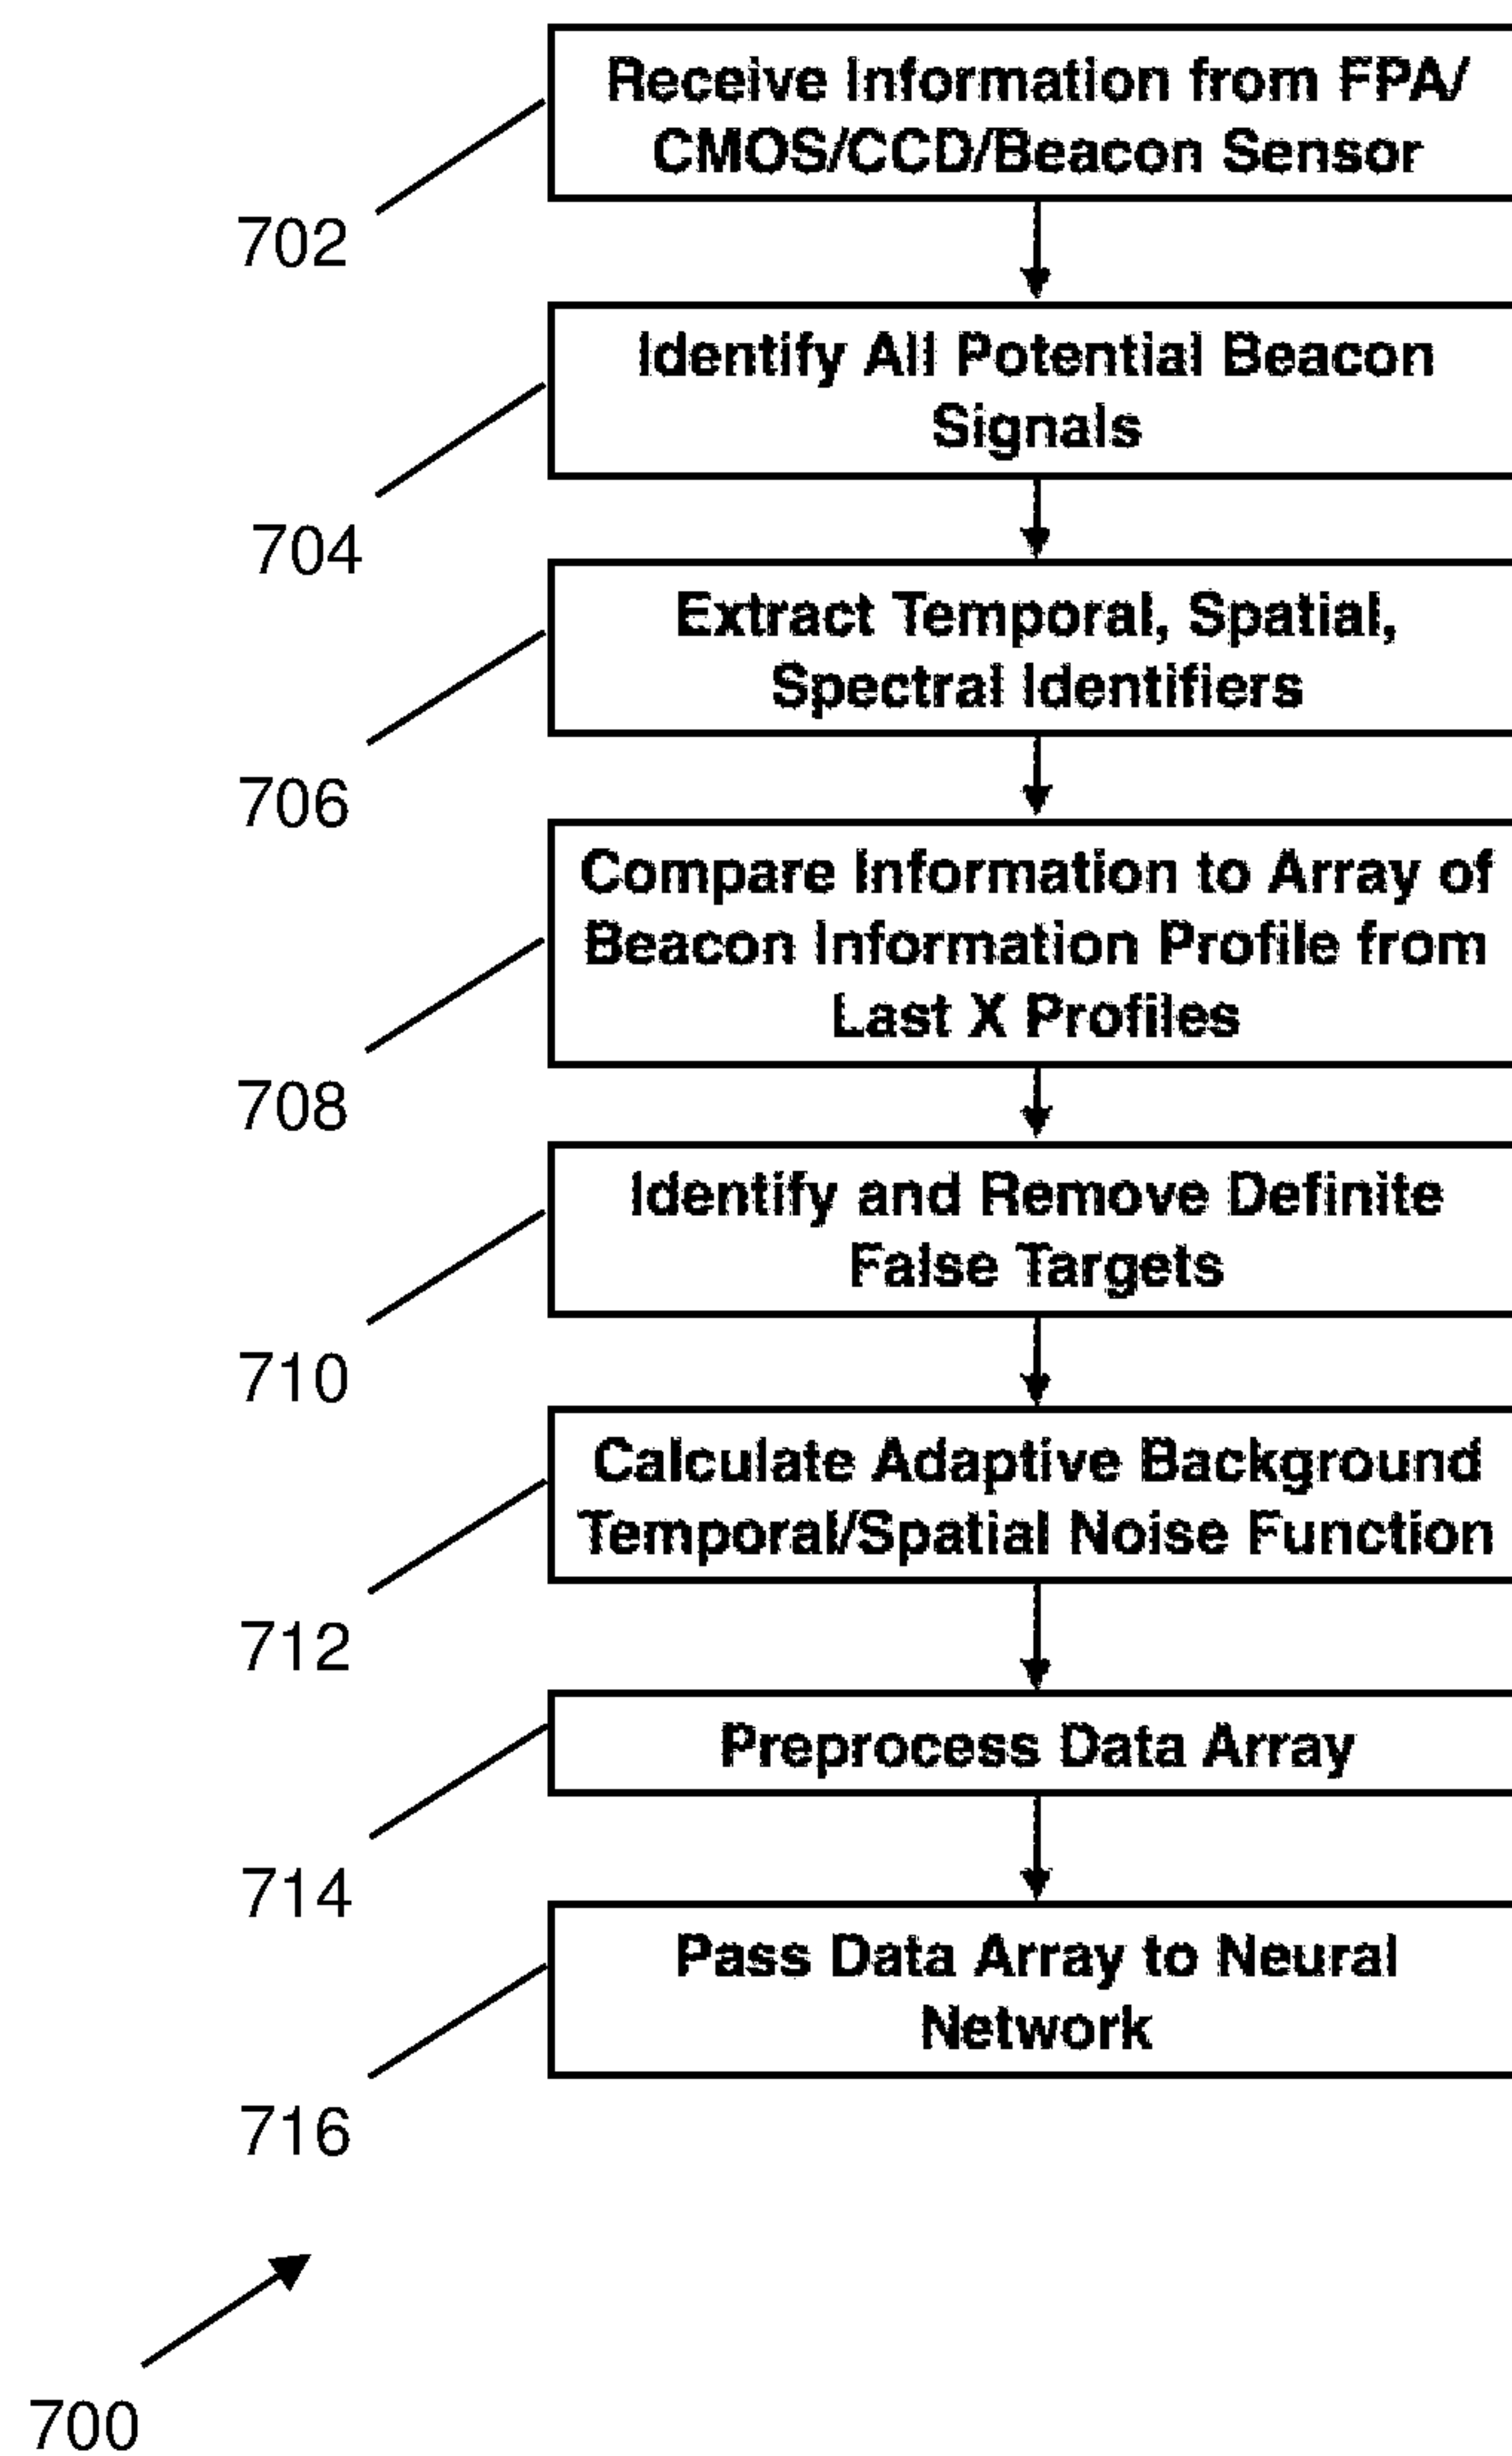 Receive Information from FPA/
CMOS/CCD/Beacon Sensor
702
Identify All Potential Beacon
Signals
704
Extract Temporal, Spatial,
Spectral Identifiers
706
Compare Information to Array of
Beacon Information Profile from
Last X Profiles
708
Identify and Remove Definite
False Targets
710
Calculate Adaptive Background
Temporal/Spatial Noise Function
712
Preprocess Data Array
714
Pass Data Array to Neural
Network
716
700